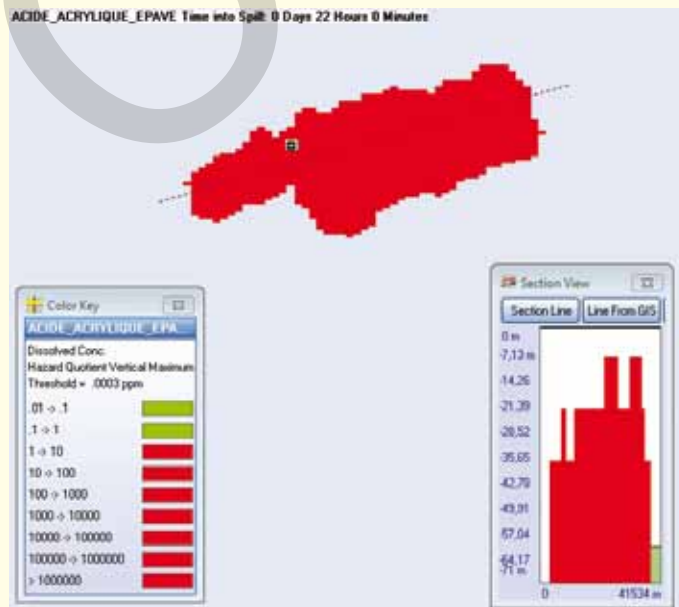 ACIDE_ACRYLIQUE_EPAVE Time into Spill: 0 Days 22 Hours 0 Minutes
Color Key
ACIDE_ACRYLIQUE_EPA...
Dissolved Conc.
Hazard Quotient Vertical Maximum
Threshold = .0003 ppm
.01 -> .1
.1 -> 1
1 -> 10
10 -> 100
100 -> 1000
1000 -> 10000
10000 -> 100000
100000 -> 1000000
> 1000000
Section View
Section Line
Line From GIS
0 m
-7,13 m
-14,26
-21,39
-28,52
-35,65
-42,78
-49,91
-57,04
-64,17
-71 m
0
41534 m